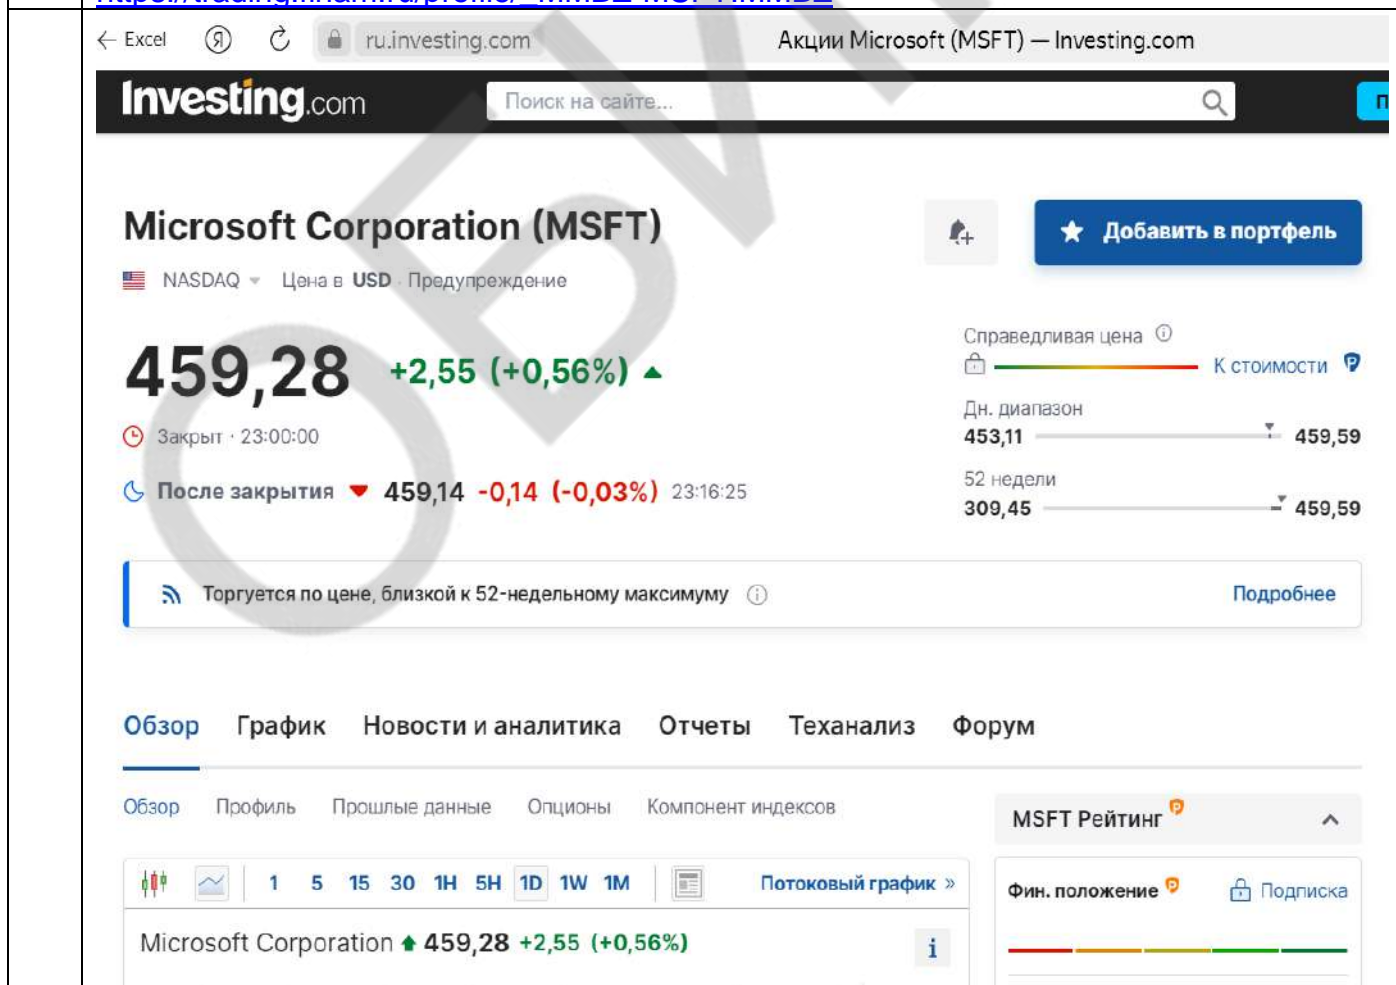 ← Excel Я ru.investing.com Акции Microsoft (MSFT) — Investing.com
Investing.com Поиск на сайте...
Microsoft Corporation (MSFT)
Добавить в портфель
NASDAQ Цена в USD · Предупреждение
459,28 +2,55 (+0,56%)
Справедливая цена
К стоимости
Дн. диапазон
453,11 459,59
Закрыт · 23:00:00
После закрытия 459,14 -0,14 (-0,03%) 23:16:25
52 недели
309,45 459,59
Торгуется по цене, близкой к 52-недельному максимуму Подробнее
Обзор График Новости и аналитика Отчеты Теханализ Форум
Обзор Профиль Прошлые данные Опционы Компонент индексов
MSFT Рейтинг
1 5 15 30 1H 5H 1D 1W 1M Потоковый график »
Фин. положение Подписка
Microsoft Corporation 459,28 +2,55 (+0,56%)